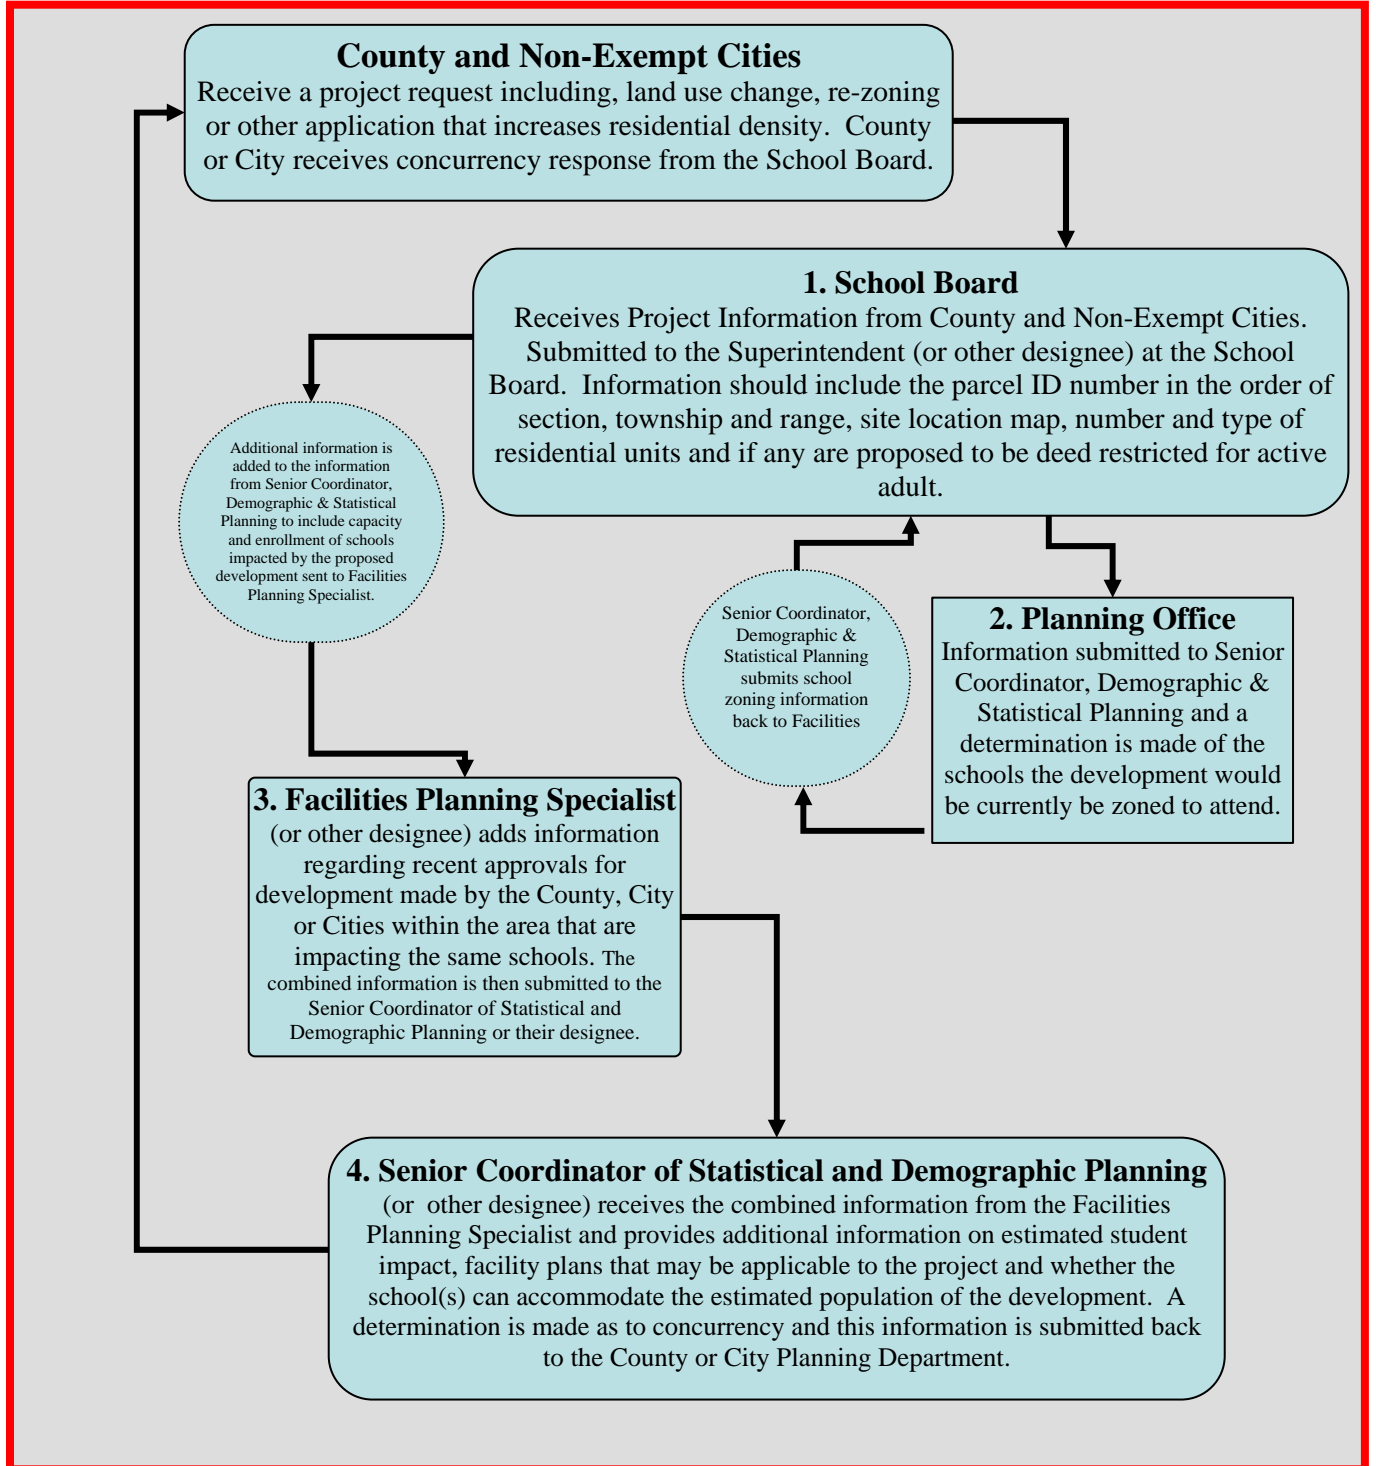 County and Non-Exempt Cities
Receive a project request including, land use change, re-zoning
or other application that increases residential density.  County
or City receives concurrency response from the School Board.
1. School Board
Receives Project Information from County and Non-Exempt Cities.
Submitted to the Superintendent (or other designee) at the School
Board.  Information should include the parcel ID number in the order of
section, township and range, site location map, number and type of
residential units and if any are proposed to be deed restricted for active
adult.
Additional information is
added to the information
from Senior Coordinator,
Demographic & Statistical
Planning to include capacity
and enrollment of schools
impacted by the proposed
development sent to Facilities
Planning Specialist.
Senior Coordinator,
Demographic &
Statistical Planning
submits school
zoning information
back to Facilities
2. Planning Office
Information submitted to Senior
Coordinator, Demographic &
Statistical Planning and a
determination is made of the
schools the development would
be currently be zoned to attend.
3. Facilities Planning Specialist
(or other designee) adds information
regarding recent approvals for
development made by the County, City
or Cities within the area that are
impacting the same schools. The
combined information is then submitted to the
Senior Coordinator of Statistical and
Demographic Planning or their designee.
4. Senior Coordinator of Statistical and Demographic Planning
(or  other designee) receives the combined information from the Facilities
Planning Specialist and provides additional information on estimated student
impact, facility plans that may be applicable to the project and whether the
school(s) can accommodate the estimated population of the development.  A
determination is made as to concurrency and this information is submitted back
to the County or City Planning Department.